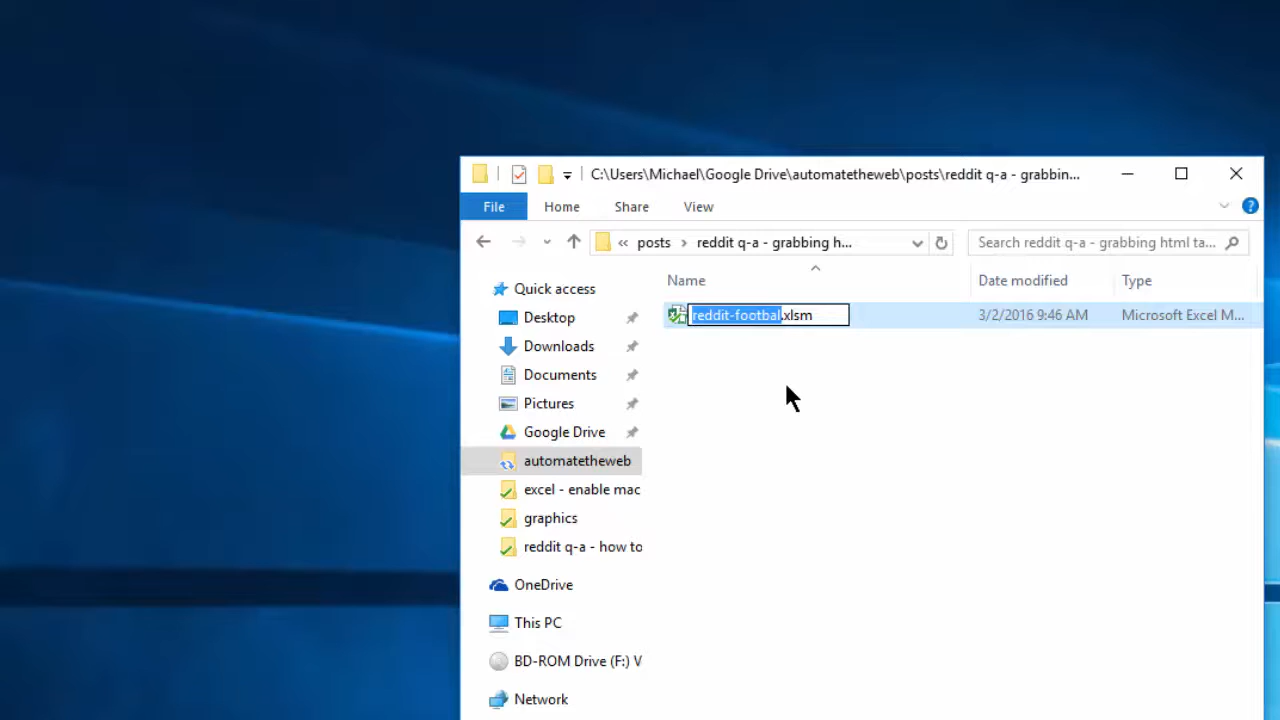 C:\Users\Michael\Google Drive\automatetheweb\posts\reddit q-a - grabbin...
File Home Share View
« posts › reddit q-a - grabbing h...
Search reddit q-a - grabbing html ta...
Name Date modified Type
reddit-footbal.xlsm 3/2/2016 9:46 AM Microsoft Excel M...
Quick access
Desktop
Downloads
Documents
Pictures
Google Drive
automatetheweb
excel - enable mac
graphics
reddit q-a - how to
OneDrive
This PC
BD-ROM Drive (F:) V
Network